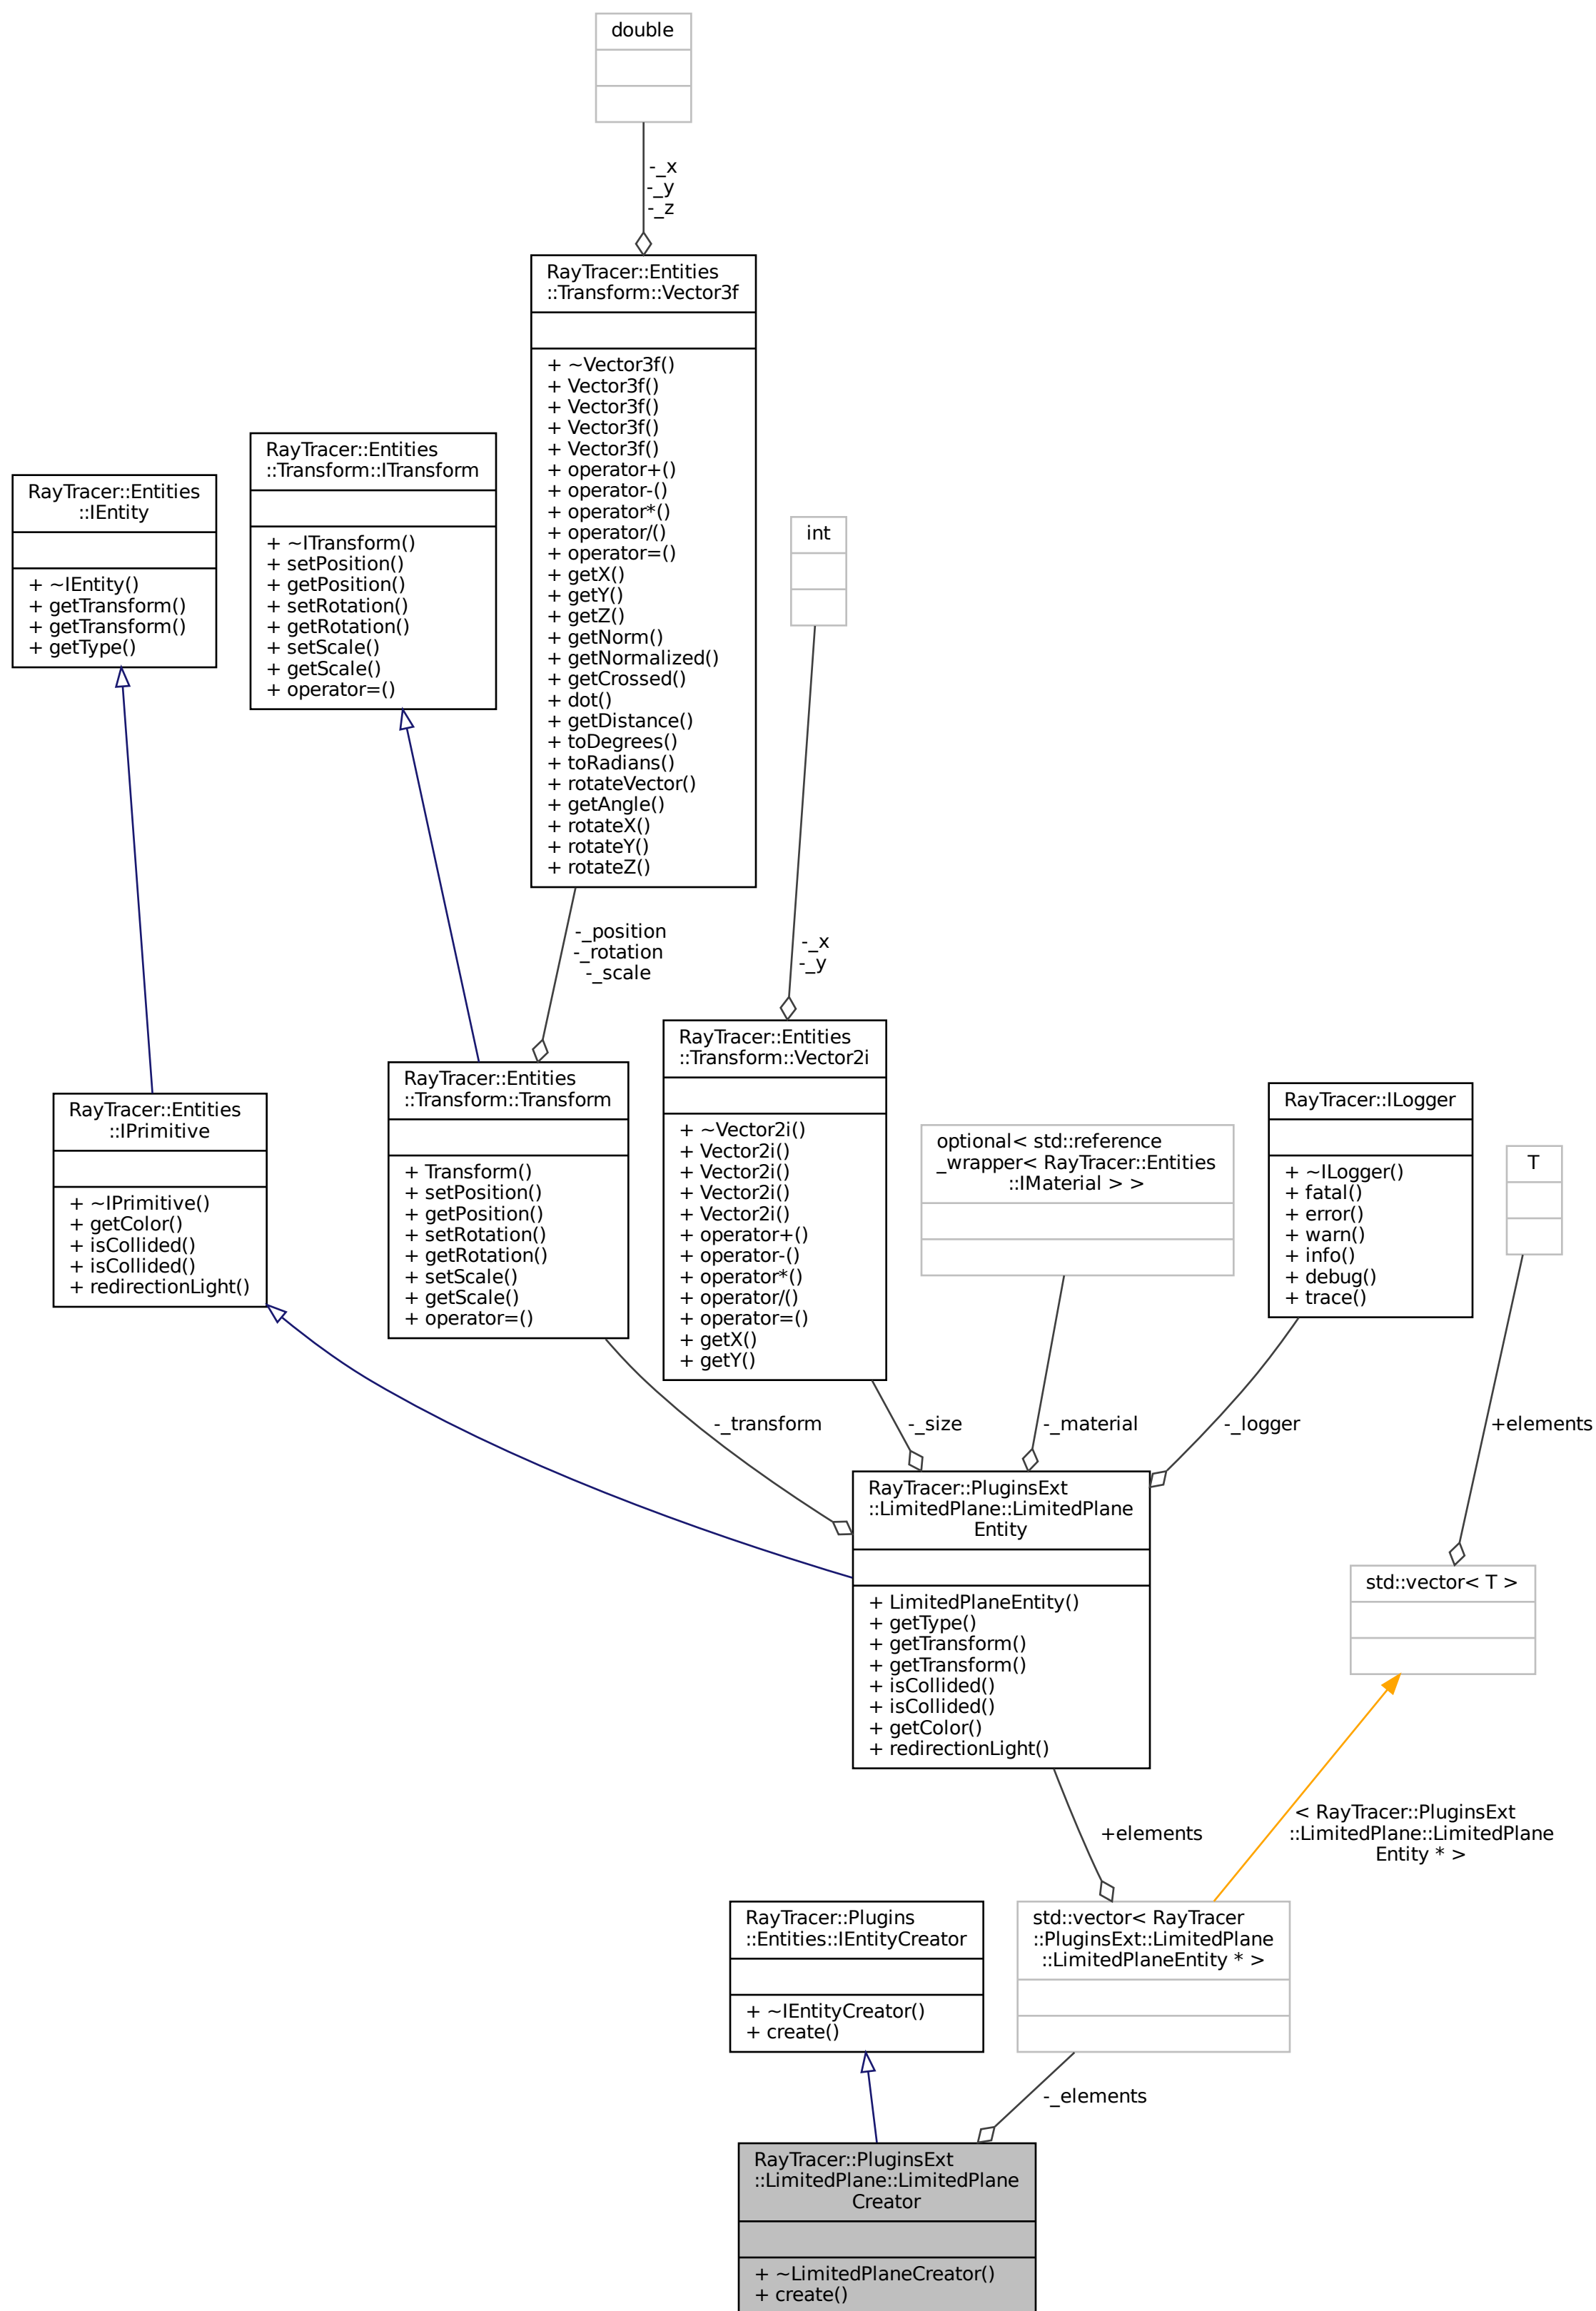 double
-_x
-_y
-_z
RayTracer::Entities
::Transform::Vector3f
+ ~Vector3f()
+ Vector3f()
+ Vector3f()
+ Vector3f()
+ Vector3f()
+ operator+()
+ operator-()
+ operator*()
+ operator/()
+ operator=()
+ getX()
+ getY()
+ getZ()
+ getNorm()
+ getNormalized()
+ getCrossed()
+ dot()
+ getDistance()
+ toDegrees()
+ toRadians()
+ rotateVector()
+ getAngle()
+ rotateX()
+ rotateY()
+ rotateZ()
RayTracer::Entities
::Transform::ITransform
+ ~ITransform()
+ setPosition()
+ getPosition()
+ setRotation()
+ getRotation()
+ setScale()
+ getScale()
+ operator=()
RayTracer::Entities
::IEntity
+ ~IEntity()
+ getTransform()
+ getTransform()
+ getType()
int
-_position
-_rotation
-_scale
-_x
-_y
RayTracer::Entities
::IPrimitive
+ ~IPrimitive()
+ getColor()
+ isCollided()
+ isCollided()
+ redirectionLight()
RayTracer::Entities
::Transform::Transform
+ Transform()
+ setPosition()
+ getPosition()
+ setRotation()
+ getRotation()
+ setScale()
+ getScale()
+ operator=()
RayTracer::Entities
::Transform::Vector2i
+ ~Vector2i()
+ Vector2i()
+ Vector2i()
+ Vector2i()
+ Vector2i()
+ operator+()
+ operator-()
+ operator*()
+ operator/()
+ operator=()
+ getX()
+ getY()
optional< std::reference
_wrapper< RayTracer::Entities
::IMaterial > >
RayTracer::ILogger
+ ~ILogger()
+ fatal()
+ error()
+ warn()
+ info()
+ debug()
+ trace()
T
-_transform
-_size
-_material
-_logger
+elements
RayTracer::PluginsExt
::LimitedPlane::LimitedPlane
Entity
+ LimitedPlaneEntity()
+ getType()
+ getTransform()
+ getTransform()
+ isCollided()
+ isCollided()
+ getColor()
+ redirectionLight()
std::vector< T >
+elements
< RayTracer::PluginsExt
::LimitedPlane::LimitedPlane
Entity * >
RayTracer::Plugins
::Entities::IEntityCreator
+ ~IEntityCreator()
+ create()
std::vector< RayTracer
::PluginsExt::LimitedPlane
::LimitedPlaneEntity * >
-_elements
RayTracer::PluginsExt
::LimitedPlane::LimitedPlane
Creator
+ ~LimitedPlaneCreator()
+ create()